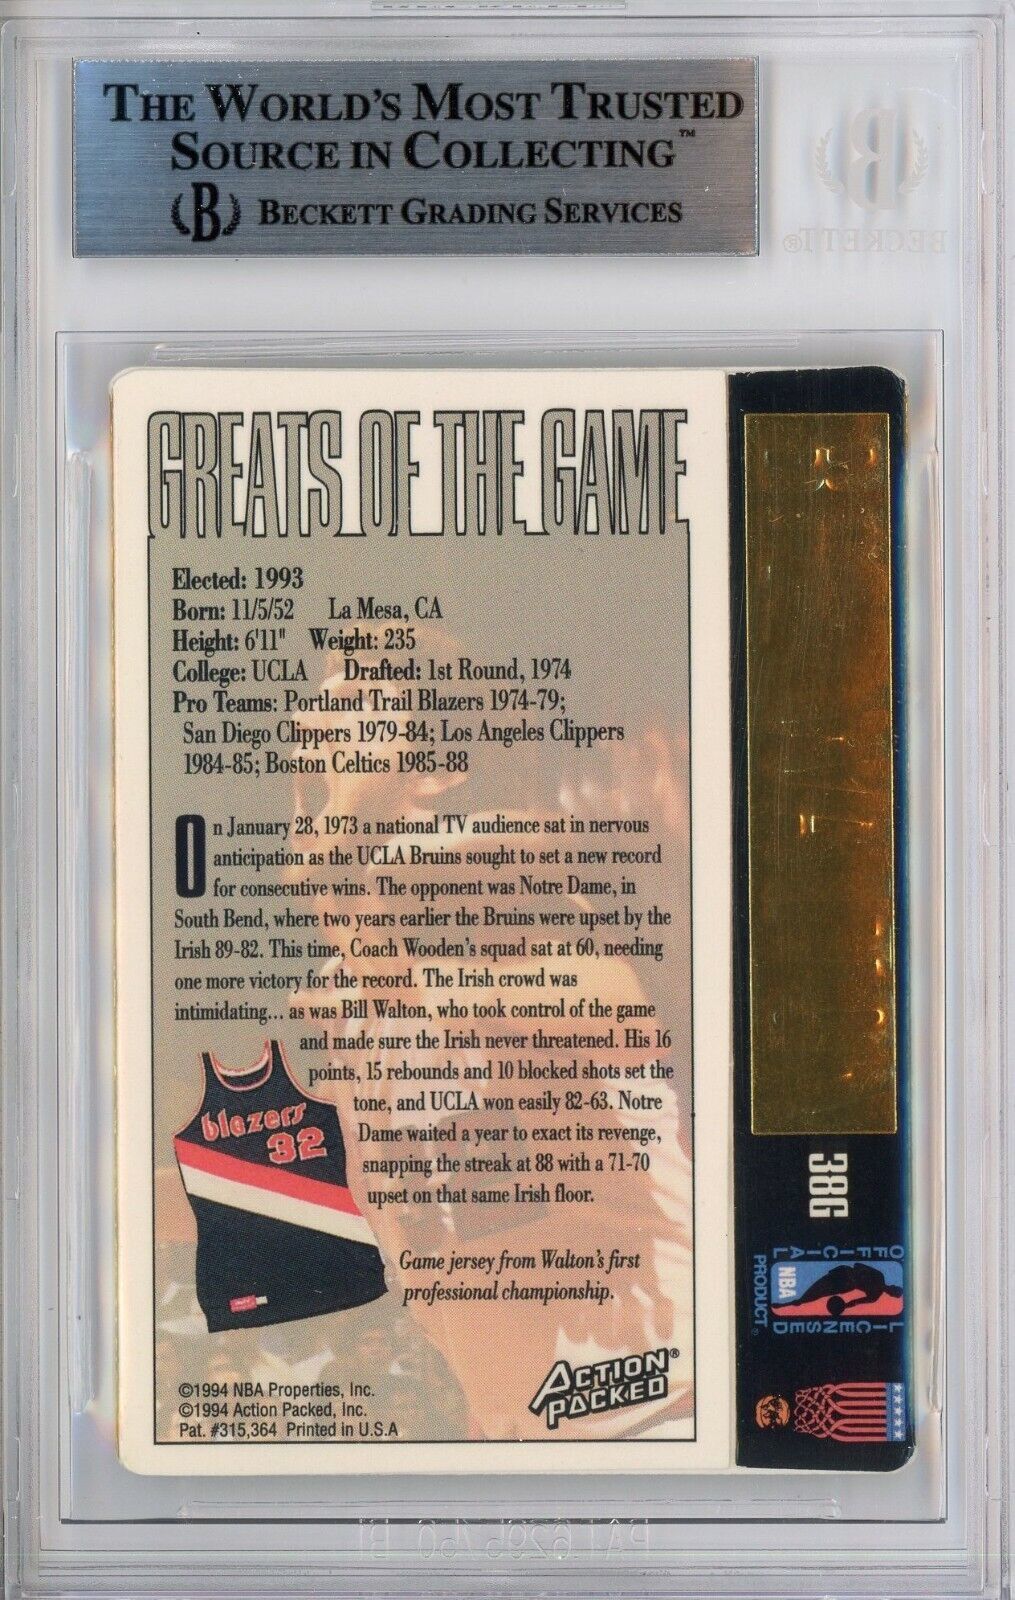 THE WORLD'S MOST TRUSTED
SOURCE IN COLLECTING™
B BECKETT GRADING SERVICES
B
BECKETT®
GREATS OF THE GAME
Elected: 1993
Born: 11/5/52 La Mesa, CA
Height: 6'11" Weight: 235
College: UCLA Drafted: 1st Round, 1974
Pro Teams: Portland Trail Blazers 1974-79;
San Diego Clippers 1979-84; Los Angeles Clippers
1984-85; Boston Celtics 1985-88
On January 28, 1973 a national TV audience sat in nervous
anticipation as the UCLA Bruins sought to set a new record
for consecutive wins. The opponent was Notre Dame, in
South Bend, where two years earlier the Bruins were upset by the
Irish 89-82. This time, Coach Wooden's squad sat at 60, needing
one more victory for the record. The Irish crowd was
intimidating... as was Bill Walton, who took control of the game
and made sure the Irish never threatened. His 16
points, 15 rebounds and 10 blocked shots set the
tone, and UCLA won easily 82-63. Notre
Dame waited a year to exact its revenge,
snapping the streak at 88 with a 71-70
upset on that same Irish floor.
blazers
32
Game jersey from Walton's first
professional championship.
©1994 NBA Properties, Inc.
©1994 Action Packed, Inc.
Pat. #315,364 Printed in U.S.A
ACTION PACKED®
38G
OFFICIAL
LICENSED
NBA
PRODUCT®